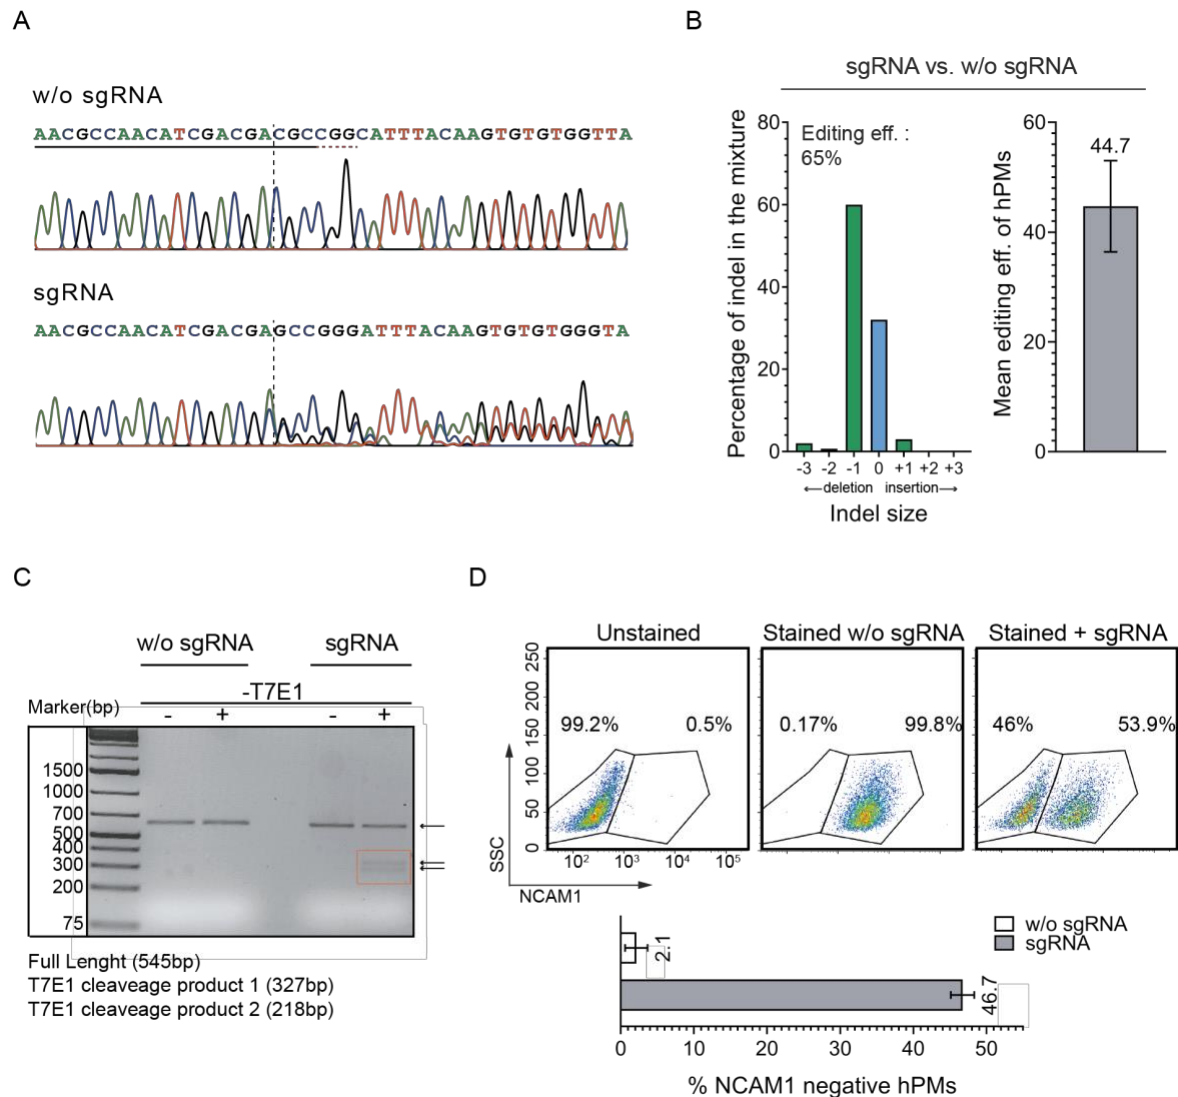 A
w/o sgRNA
AACGCCAACATCGACGACGCCGGCATTTACAAGTGTGTGGTTA
sgRNA
AACGCCAACATCGACGAGCCGGGATTTACAAGTGTGTGGGTA
B
sgRNA vs. w/o sgRNA
Percentage of indel in the mixture
80
60
40
20
0
Editing eff. :
65%
-3 -2 -1 0 +1 +2 +3
←deletion insertion→
Indel size
Mean editing eff. of hPMs
60
40
20
0
44.7
C
w/o sgRNA sgRNA
-T7E1
Marker(bp) - + - +
1500
1000
700
500
400
300
200
75
Full Lenght (545bp)
T7E1 cleaveage product 1 (327bp)
T7E1 cleaveage product 2 (218bp)
D
Unstained Stained w/o sgRNA Stained + sgRNA
250
200
150
100
50
0
99.2% 0.5% 0.17% 99.8% 46% 53.9%
10² 10³ 10⁴ 10⁵
SSC
NCAM1
w/o sgRNA
sgRNA
2.1
46.7
0 10 20 30 40 50
% NCAM1 negative hPMs